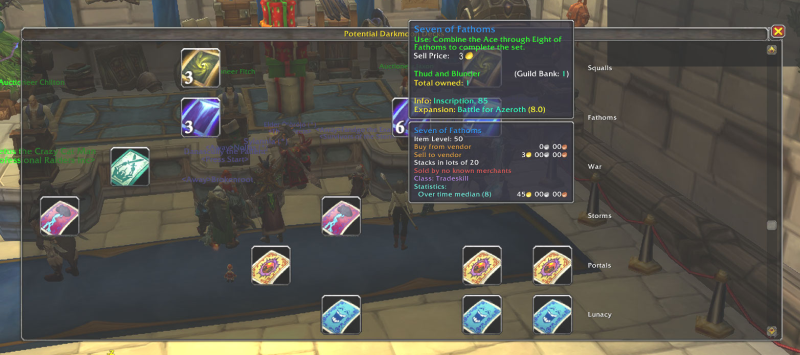 Potential Darkmo
Seven of Fathoms
Use: Combine the Ace through Eight of
Fathoms to complete the set.
Sell Price: 3
Thud and Blunder (Guild Bank: 1)
Total owned: 1
Info: Inscription, 85
Expansion: Battle for Azeroth (8.0)
Seven of Fathoms
Item Level: 50
Buy from vendor 0 00
Sell to vendor 3 00 00
Stacks in lots of 20
Sold by no known merchants
Class: Tradeskill
Statistics:
Over time median (8) 45 00 00
3
Squalls
Auctioneer Chilton
3
6
Fathoms
War
Storms
Portals
Lunacy